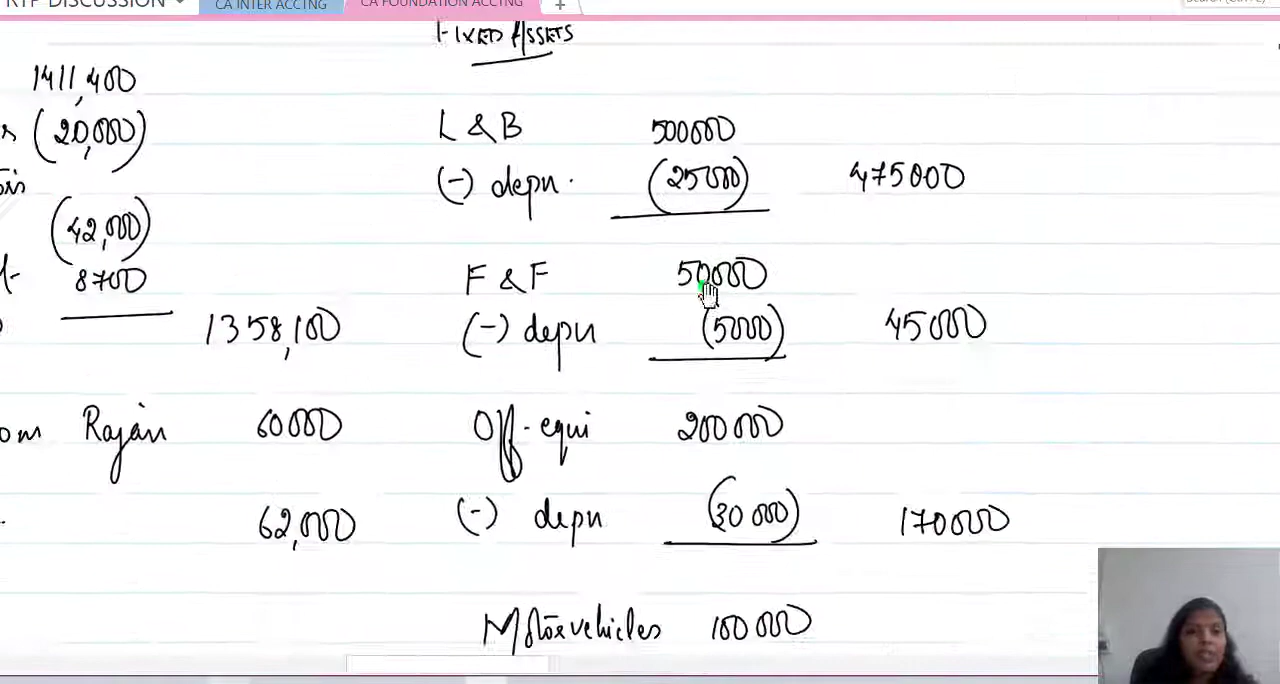 RTP DISCUSSION
CA INTER ACCTNG
CA FOUNDATION ACCTNG
FIXED ASSETS
1411,400
(20,000)
(42,000)
8700
1358,100
Rajan 60000
62,000
L & B 500000
(-) depn. (25000) 475000
F & F 50000
(-) depn (5000) 45000
Off. equi 200000
(-) depn (30000) 170000
Motorvehicles 100000